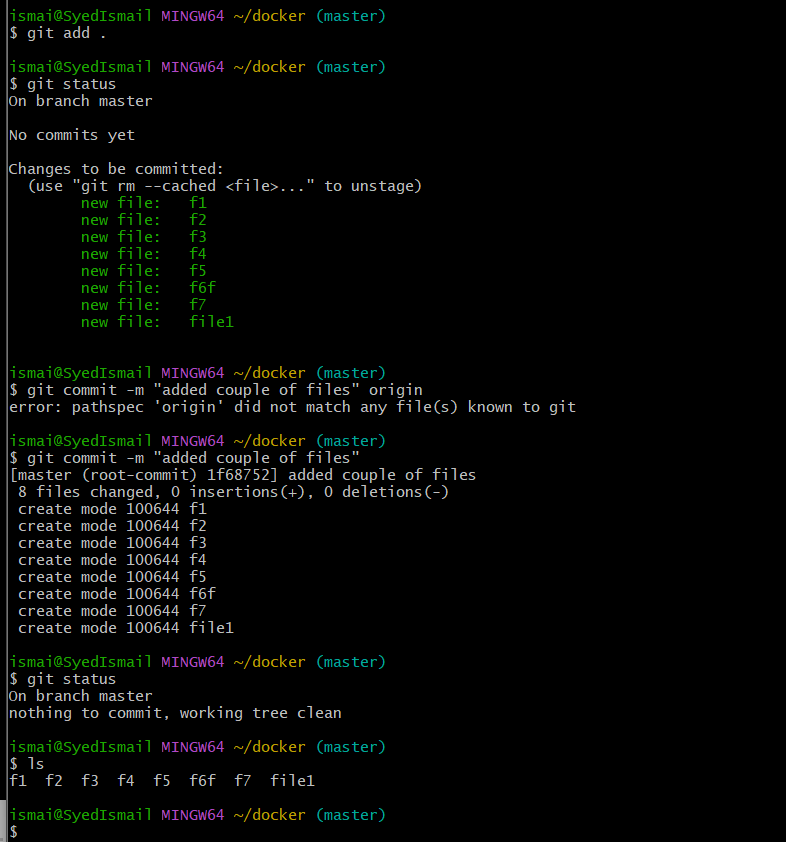 ismai@SyedIsmail MINGW64 ~/docker (master)
$ git add .
ismai@SyedIsmail MINGW64 ~/docker (master)
$ git status
On branch master
No commits yet
Changes to be committed:
  (use "git rm --cached <file>..." to unstage)
        new file:   f1
        new file:   f2
        new file:   f3
        new file:   f4
        new file:   f5
        new file:   f6f
        new file:   f7
        new file:   file1
ismai@SyedIsmail MINGW64 ~/docker (master)
$ git commit -m "added couple of files" origin
error: pathspec 'origin' did not match any file(s) known to git
ismai@SyedIsmail MINGW64 ~/docker (master)
$ git commit -m "added couple of files"
[master (root-commit) 1f68752] added couple of files
 8 files changed, 0 insertions(+), 0 deletions(-)
 create mode 100644 f1
 create mode 100644 f2
 create mode 100644 f3
 create mode 100644 f4
 create mode 100644 f5
 create mode 100644 f6f
 create mode 100644 f7
 create mode 100644 file1
ismai@SyedIsmail MINGW64 ~/docker (master)
$ git status
On branch master
nothing to commit, working tree clean
ismai@SyedIsmail MINGW64 ~/docker (master)
$ ls
f1  f2  f3  f4  f5  f6f  f7  file1
ismai@SyedIsmail MINGW64 ~/docker (master)
$